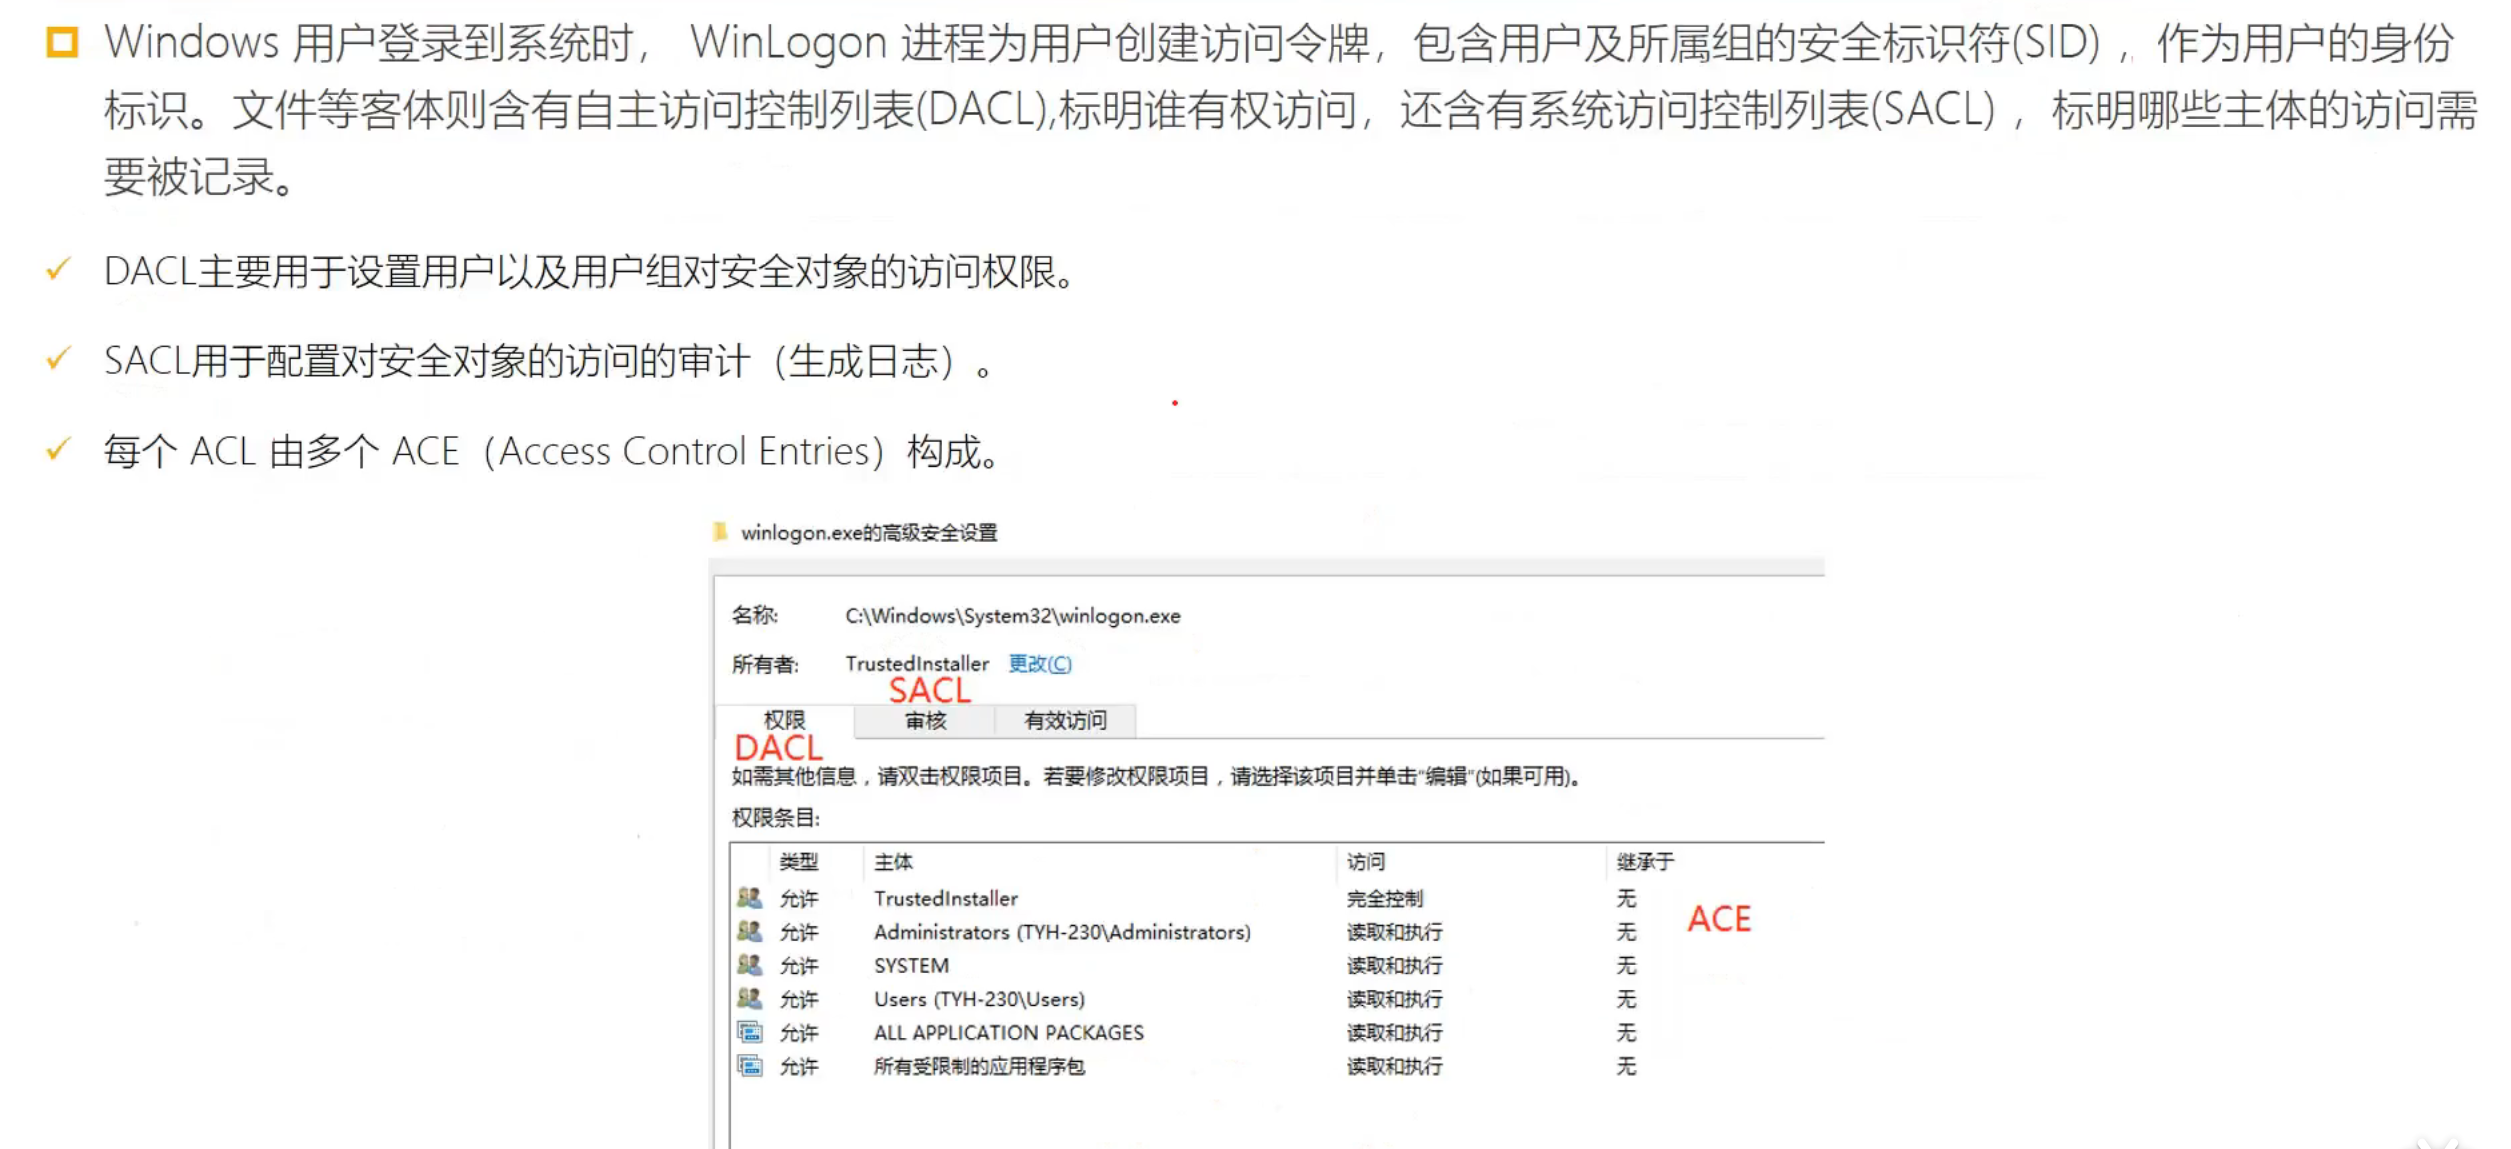 Windows 用户登录到系统时， WinLogon 进程为用户创建访问令牌，包含用户及所属组的安全标识符(SID) ，作为用户的身份
标识。文件等客体则含有自主访问控制列表(DACL),标明谁有权访问，还含有系统访问控制列表(SACL) ，标明哪些主体的访问需
要被记录。
DACL主要用于设置用户以及用户组对安全对象的访问权限。
SACL用于配置对安全对象的访问的审计（生成日志）。
每个 ACL 由多个 ACE（Access Control Entries）构成。
winlogon.exe的高级安全设置
名称: C:\Windows\System32\winlogon.exe
所有者: TrustedInstaller 更改(C)
SACL
权限 审核 有效访问
DACL
如需其他信息，请双击权限项目。若要修改权限项目，请选择该项目并单击"编辑"(如果可用)。
权限条目:
类型 主体 访问 继承于
允许 TrustedInstaller 完全控制 无
ACE
允许 Administrators (TYH-230\Administrators) 读取和执行 无
允许 SYSTEM 读取和执行 无
允许 Users (TYH-230\Users) 读取和执行 无
允许 ALL APPLICATION PACKAGES 读取和执行 无
允许 所有受限制的应用程序包 读取和执行 无